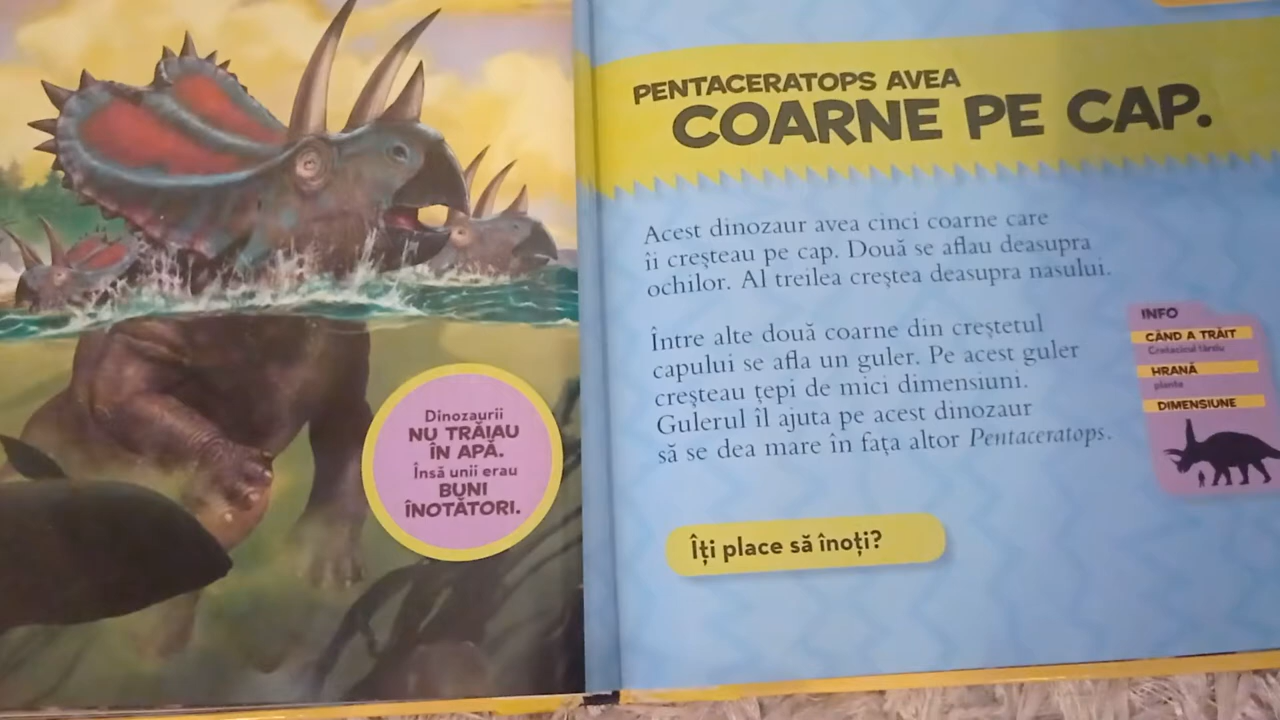 Dinozaurii
NU TRĂIAU
ÎN APĂ.
Însă unii erau
BUNI
ÎNOTĂTORI.
PENTACERATOPS AVEA
COARNE PE CAP.
Acest dinozaur avea cinci coarne care
îi creșteau pe cap. Două se aflau deasupra
ochilor. Al treilea creștea deasupra nasului.
Între alte două coarne din creștetul
capului se afla un guler. Pe acest guler
creșteau țepi de mici dimensiuni.
Gulerul îl ajuta pe acest dinozaur
să se dea mare în fața altor Pentaceratops.
Îți place să înoți?
INFO
CÂND A TRĂIT
Cretacicul târziu
HRANĂ
plante
DIMENSIUNE